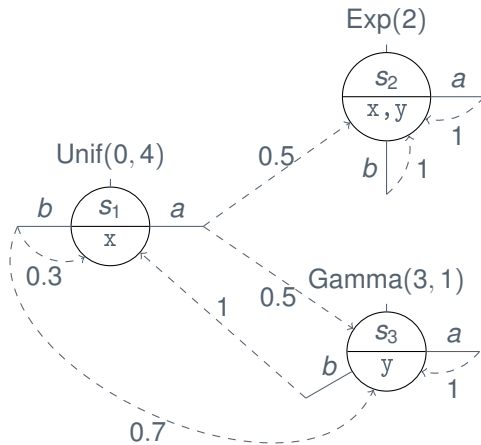 Exp(2)
s2
a
x,y
1
b
1
0.5
Unif(0, 4)
b
s1
a
x
0.3
0.5
1
Gamma(3, 1)
s3
a
b
y
1
0.7